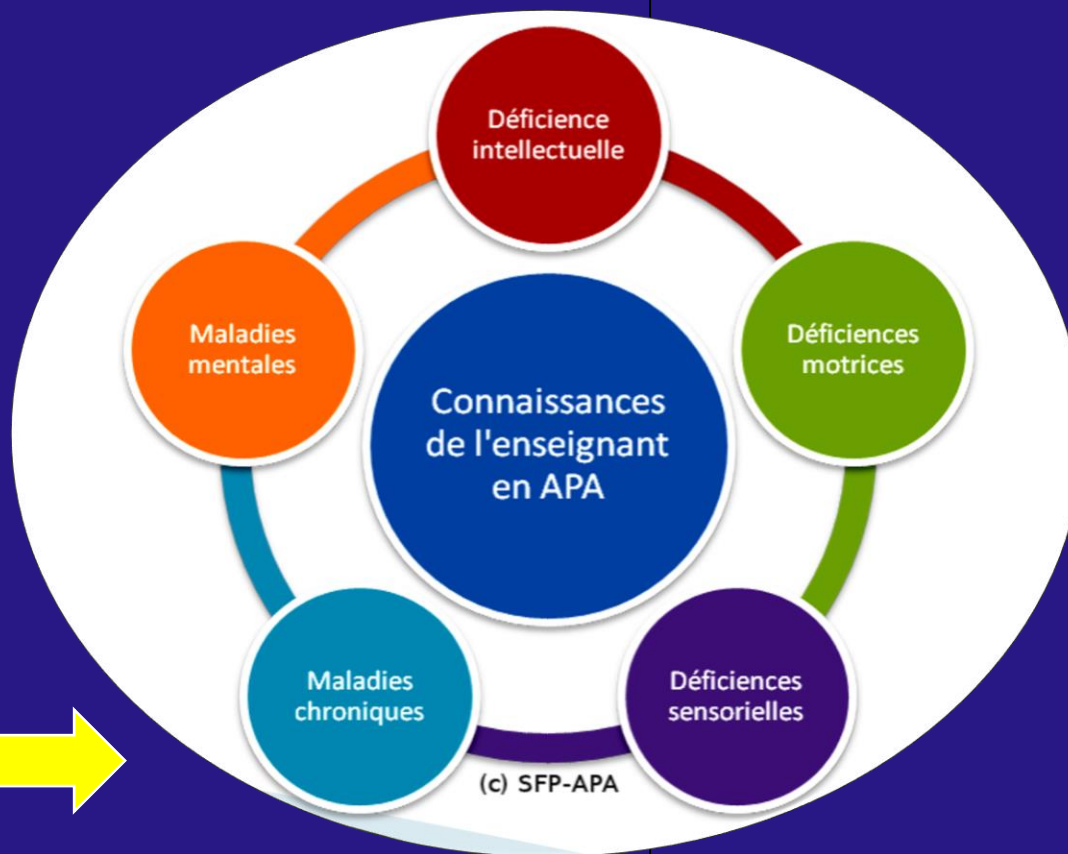 Déficience
intellectuelle
Maladies
mentales
Déficiences
motrices
Connaissances
de l'enseignant
en APA
Maladies
chroniques
Déficiences
sensorielles
(c) SFP-APA